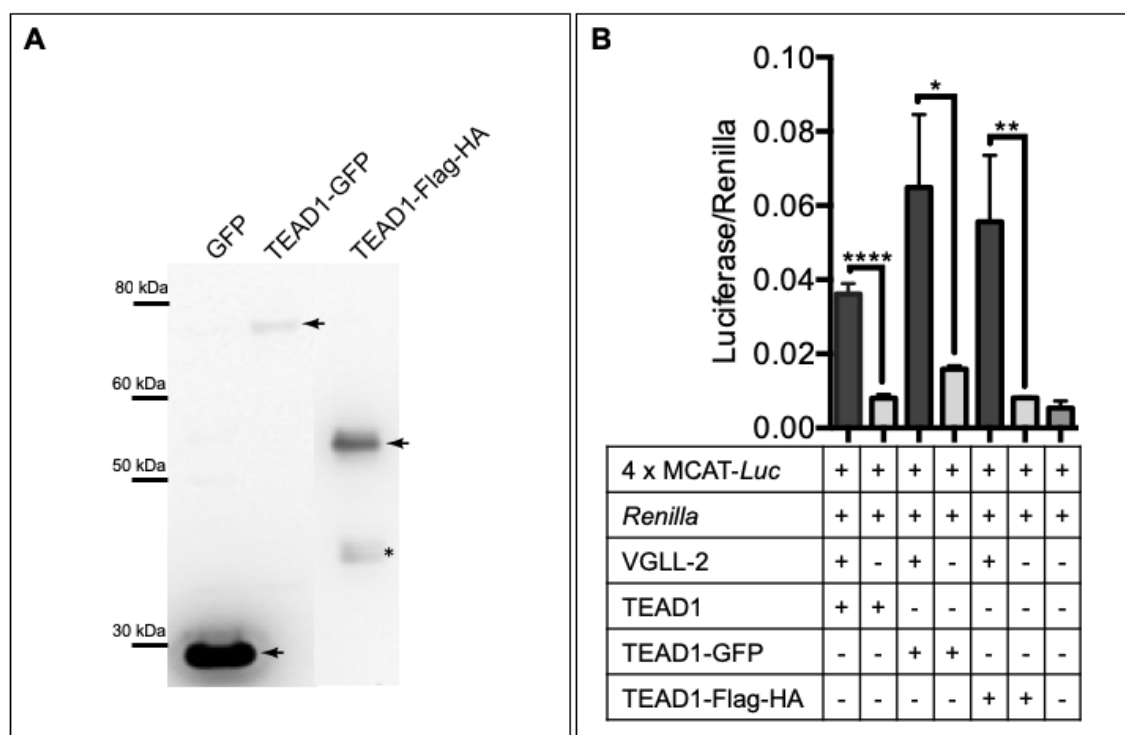 A
GFP
TEAD1-GFP
TEAD1-Flag-HA
80 kDa
60 kDa
50 kDa
30 kDa
*
B
Luciferase/Renilla
0.10
0.08
0.06
0.04
0.02
0.00
****
*
**
4 x MCAT-Luc + + + + + + +
Renilla + + + + + + +
VGLL-2 + - + - + - -
TEAD1 + + - - - - -
TEAD1-GFP - - + + - - -
TEAD1-Flag-HA - - - - + + -